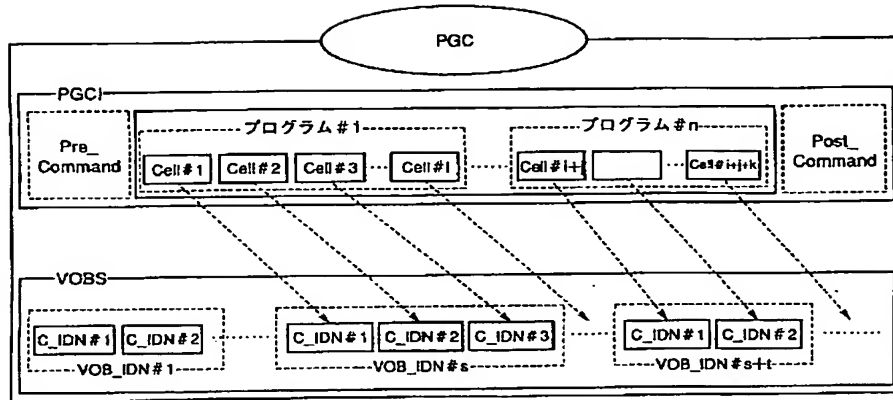 PGC
PGCI
Pre_
Command
プログラム#1
Cell#1
Cell#2
Cell#3
Cell#i
プログラム#n
Cell#i+j
Cell#i+j+k
Post_
Command
VOBS
C_IDN#1
C_IDN#2
VOB_IDN#1
C_IDN#1
C_IDN#2
C_IDN#3
VOB_IDN#s
C_IDN#1
C_IDN#2
VOB_IDN#s+t